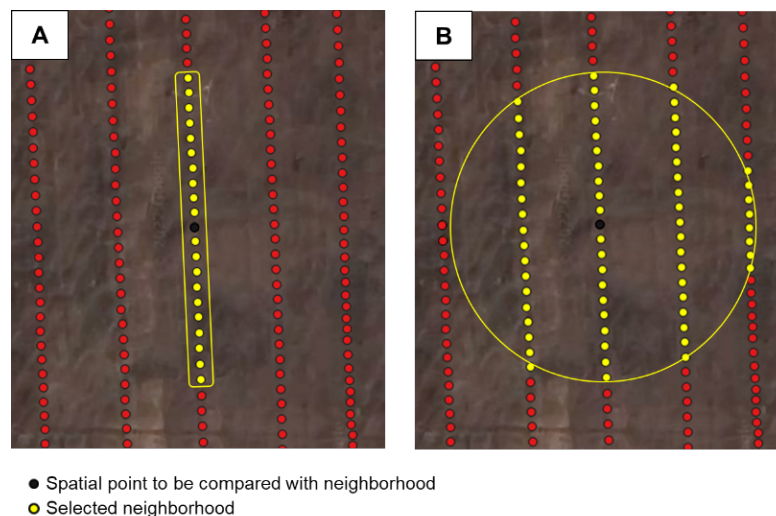 A
B
Spatial point to be compared with neighborhood
Selected neighborhood